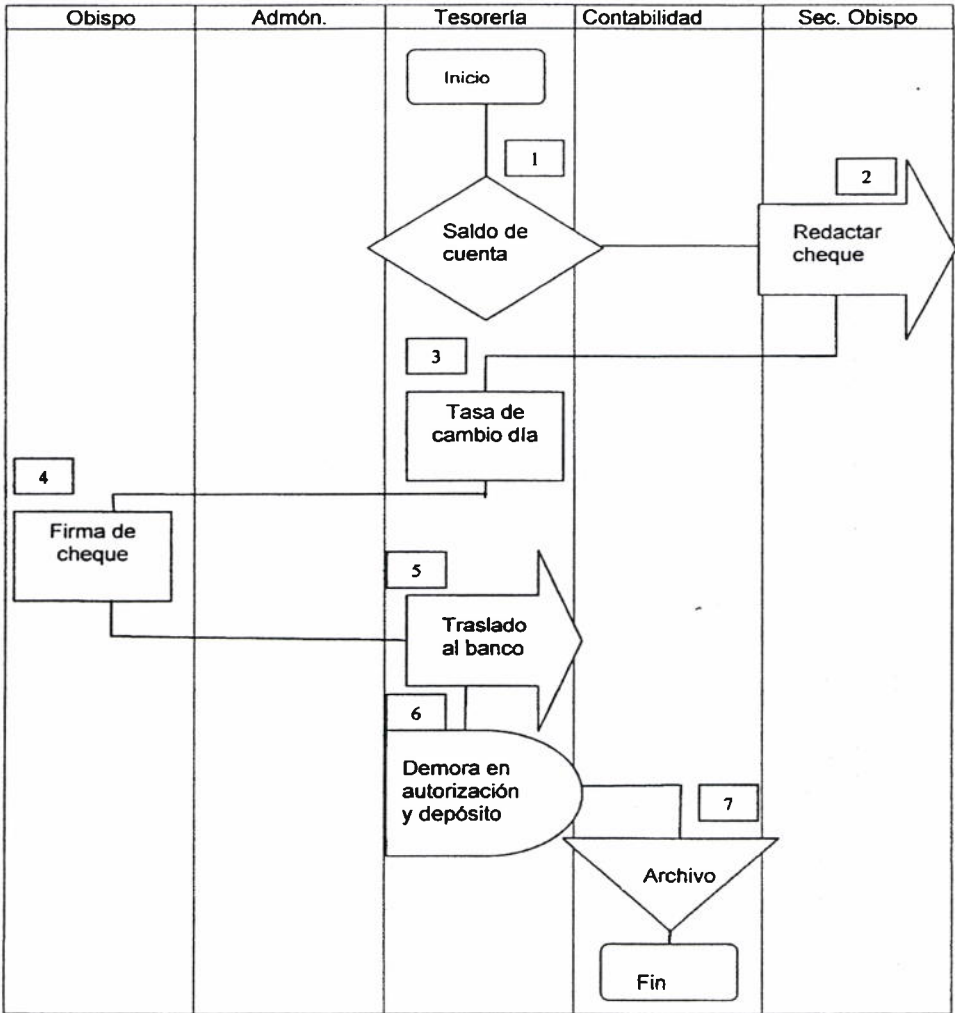 Obispo
Admón.
Tesorería
Contabilidad
Sec. Obispo
Inicio
1
2
Saldo de
cuenta
Redactar
cheque
3
Tasa de
cambio día
4
Firma de
cheque
5
Traslado
al banco
6
Demora en
autorización
y depósito
7
Archivo
Fin